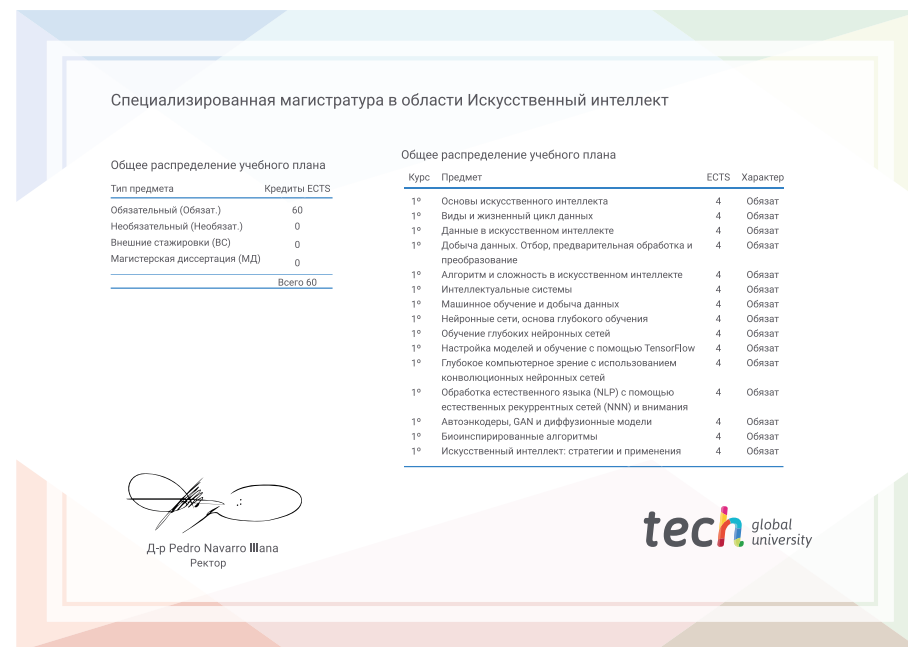 Специализированная магистратура в области Искусственный интеллект
Общее распределение учебного плана
Тип предмета Кредиты ECTS
Обязательный (Обязат.) 60
Необязательный (Необязат.) 0
Внешние стажировки (ВС) 0
Магистерская диссертация (МД) 0
Всего 60
Общее распределение учебного плана
Курс Предмет ECTS Характер
1º Основы искусственного интеллекта 4 Обязат
1º Виды и жизненный цикл данных 4 Обязат
1º Данные в искусственном интеллекте 4 Обязат
1º Добыча данных. Отбор, предварительная обработка и 4 Обязат
преобразование
1º Алгоритм и сложность в искусственном интеллекте 4 Обязат
1º Интеллектуальные системы 4 Обязат
1º Машинное обучение и добыча данных 4 Обязат
1º Нейронные сети, основа глубокого обучения 4 Обязат
1º Обучение глубоких нейронных сетей 4 Обязат
1º Настройка моделей и обучение с помощью TensorFlow 4 Обязат
1º Глубокое компьютерное зрение с использованием 4 Обязат
конволюционных нейронных сетей
1º Обработка естественного языка (NLP) с помощью 4 Обязат
естественных рекуррентных сетей (NNN) и внимания
1º Автоэнкодеры, GAN и диффузионные модели 4 Обязат
1º Биоинспирированные алгоритмы 4 Обязат
1º Искусственный интеллект: стратегии и применения 4 Обязат
Д-р Pedro Navarro Illana
Ректор
tech global
university